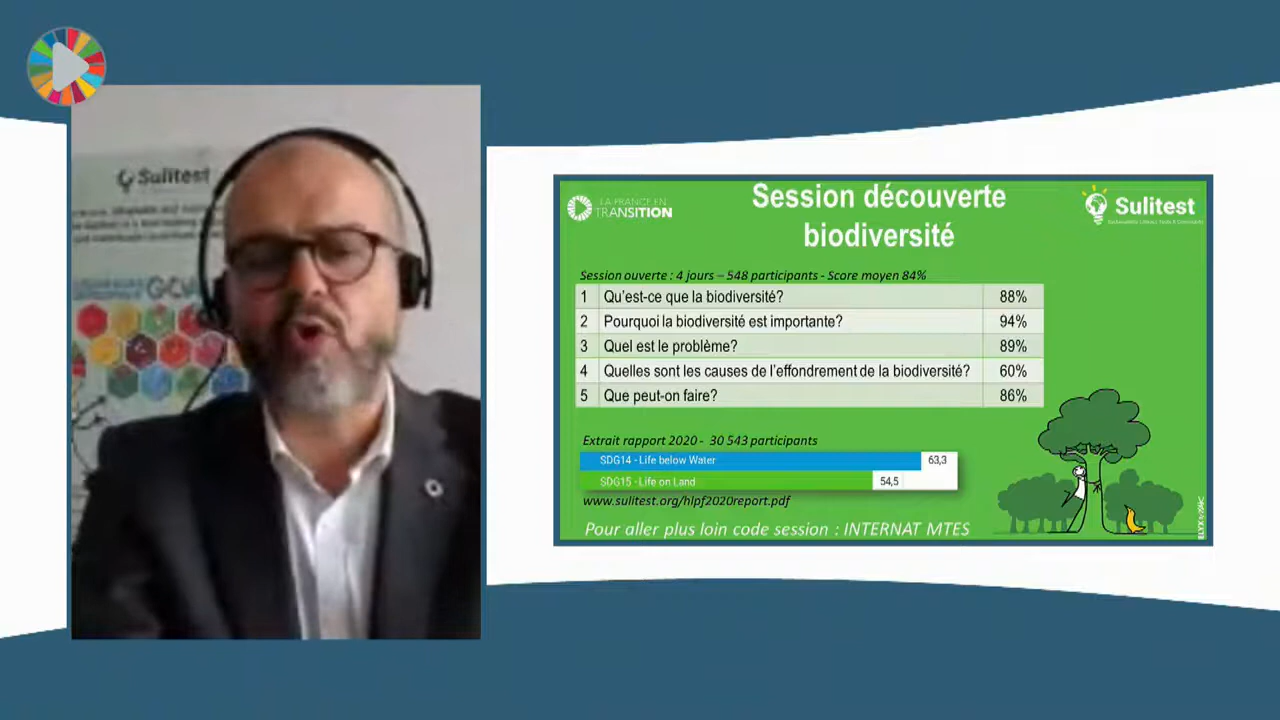 Sulitest
GCU
LA FRANCE EN
TRANSITION
Session découverte
biodiversité
Sulitest
Session ouverte : 4 jours – 548 participants - Score moyen 84%
1 Qu'est-ce que la biodiversité? 88%
2 Pourquoi la biodiversité est importante? 94%
3 Quel est le problème? 89%
4 Quelles sont les causes de l'effondrement de la biodiversité? 60%
5 Que peut-on faire? 86%
Extrait rapport 2020 - 30 543 participants
SDG14 - Life below Water 63,3
SDG15 - Life on Land 54,5
www.sulitest.org/hlpf2020report.pdf
Pour aller plus loin code session : INTERNAT MTES